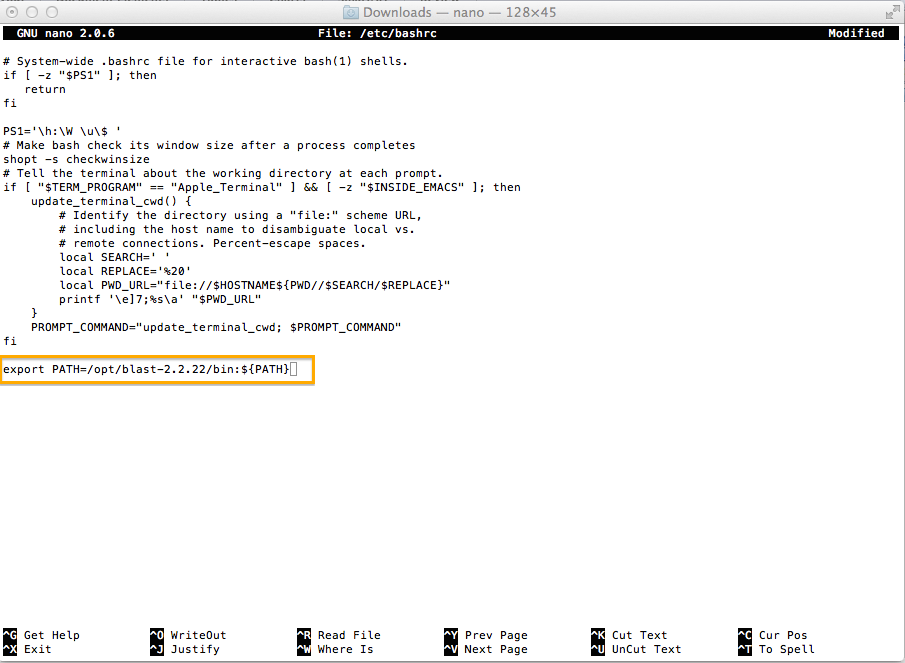 Downloads — nano — 128×45
GNU nano 2.0.6 File: /etc/bashrc Modified
# System-wide .bashrc file for interactive bash(1) shells.
if [ -z "$PS1" ]; then
   return
fi
PS1='\h:\W \u\$ '
# Make bash check its window size after a process completes
shopt -s checkwinsize
# Tell the terminal about the working directory at each prompt.
if [ "$TERM_PROGRAM" == "Apple_Terminal" ] && [ -z "$INSIDE_EMACS" ]; then
    update_terminal_cwd() {
        # Identify the directory using a "file:" scheme URL,
        # including the host name to disambiguate local vs.
        # remote connections. Percent-escape spaces.
        local SEARCH=' '
        local REPLACE='%20'
        local PWD_URL="file://$HOSTNAME${PWD//$SEARCH/$REPLACE}"
        printf '\e]7;%s\a' "$PWD_URL"
    }
    PROMPT_COMMAND="update_terminal_cwd; $PROMPT_COMMAND"
fi
export PATH=/opt/blast-2.2.22/bin:${PATH}
^G Get Help ^O WriteOut ^R Read File ^Y Prev Page ^K Cut Text ^C Cur Pos
^X Exit ^J Justify ^W Where Is ^V Next Page ^U UnCut Text ^T To Spell